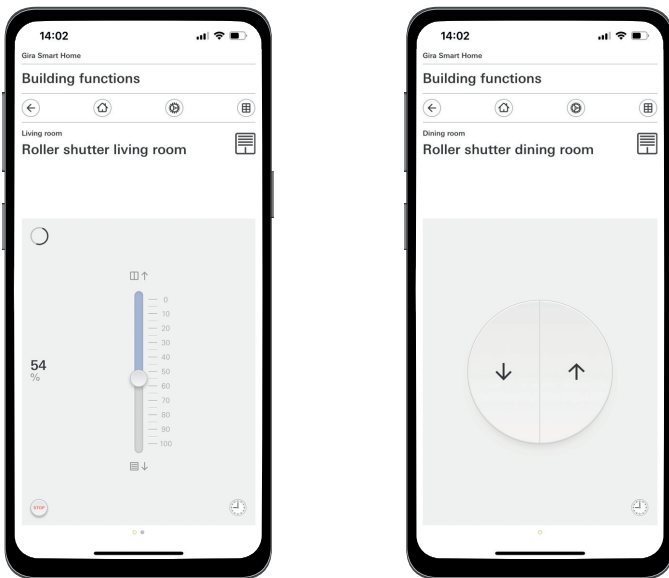 14:02
Gira Smart Home
Building functions
Living room
Roller shutter living room
0
10
20
30
40
50
60
70
80
90
100
54
%
STOP
14:02
Gira Smart Home
Building functions
Dining room
Roller shutter dining room